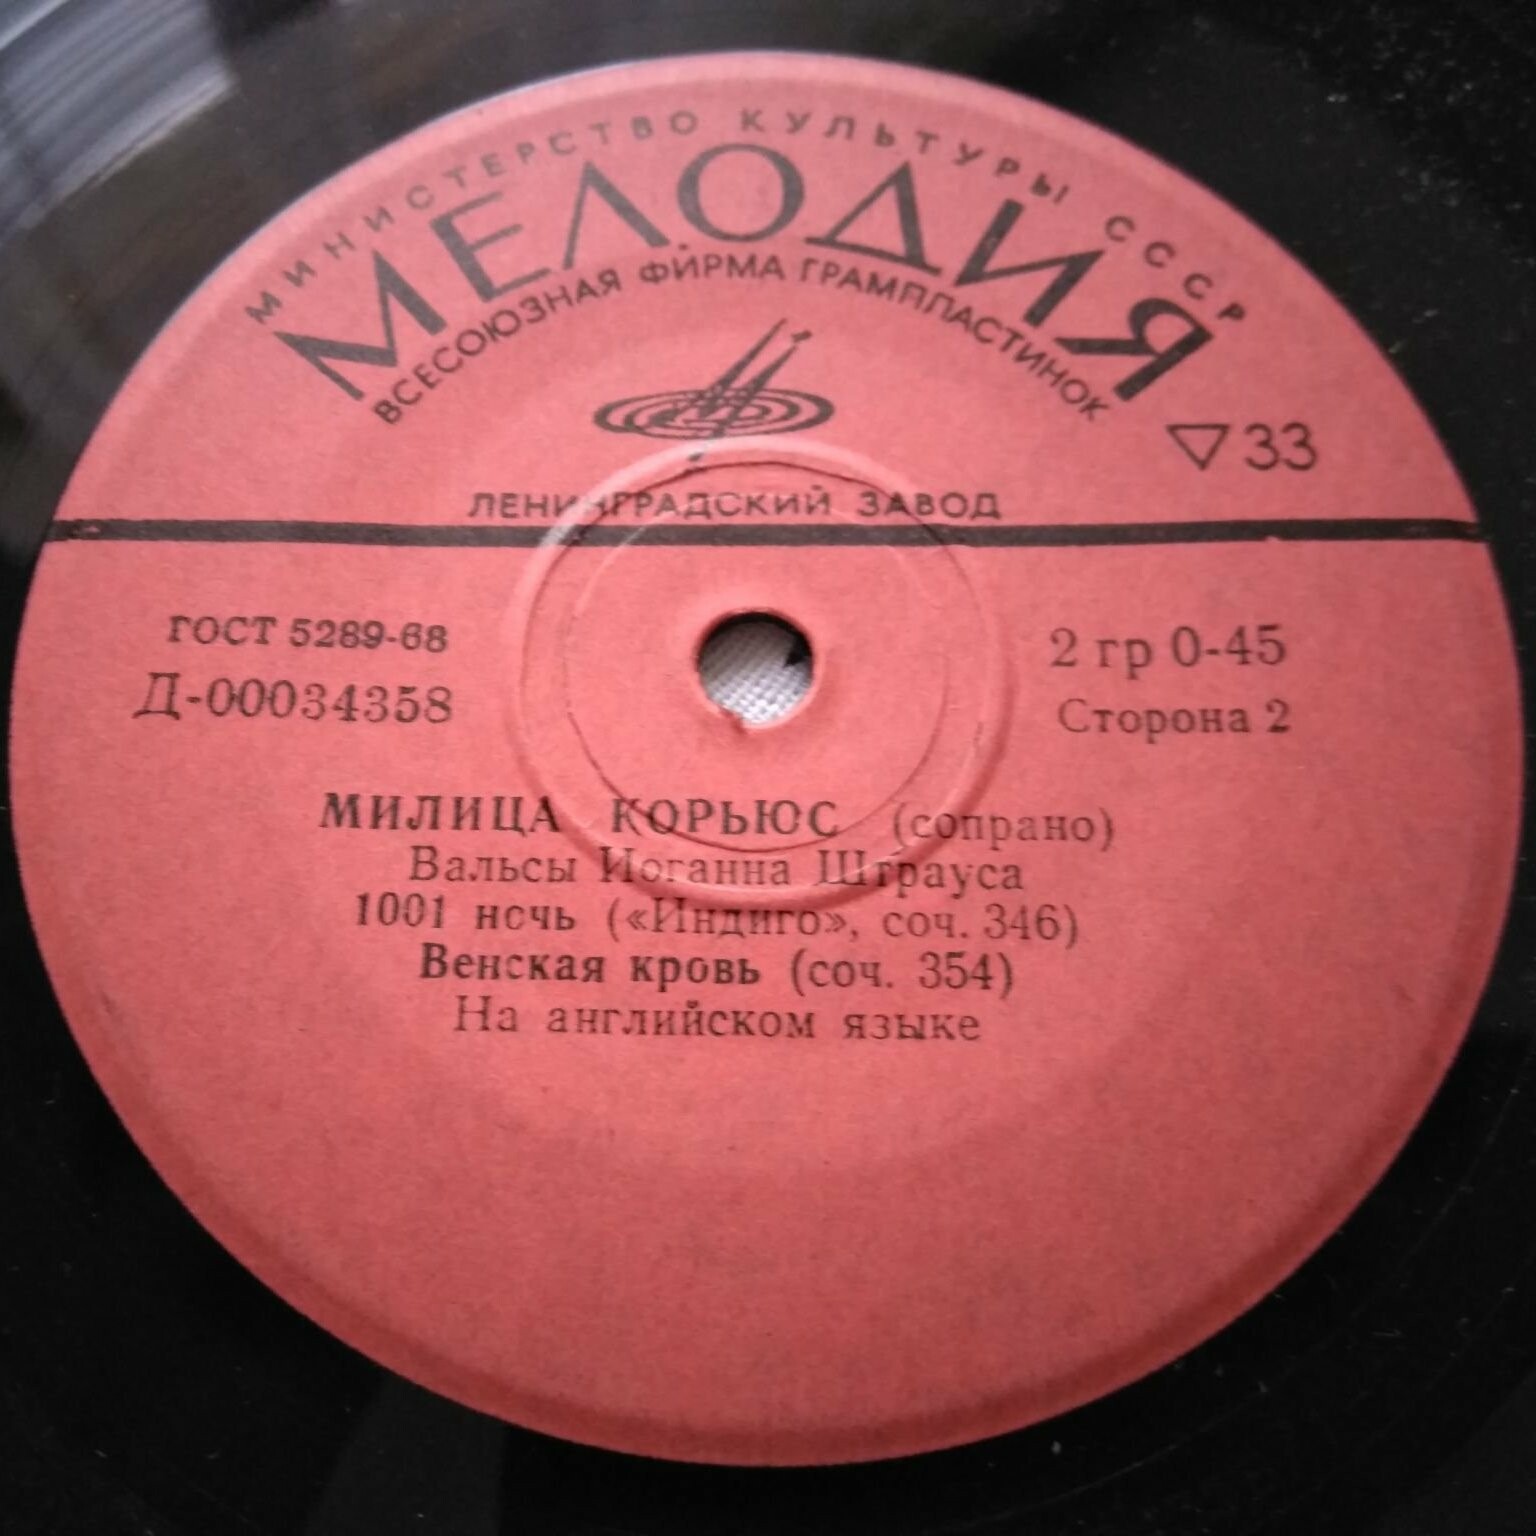 МИНИСТЕРСТВО КУЛЬТУРЫ СССР
МЕЛОДИЯ
ВСЕСОЮЗНАЯ ФИРМА ГРАМПЛАСТИНОК
▽ 33
ЛЕНИНГРАДСКИЙ ЗАВОД
ГОСТ 5289-68
Д-00034358
2 гр 0-45
Сторона 2
МИЛИЦА КОРЬЮС (сопрано)
Вальсы Иоганна Штрауса
1001 ночь («Индиго», соч. 346)
Венская кровь (соч. 354)
На английском языке